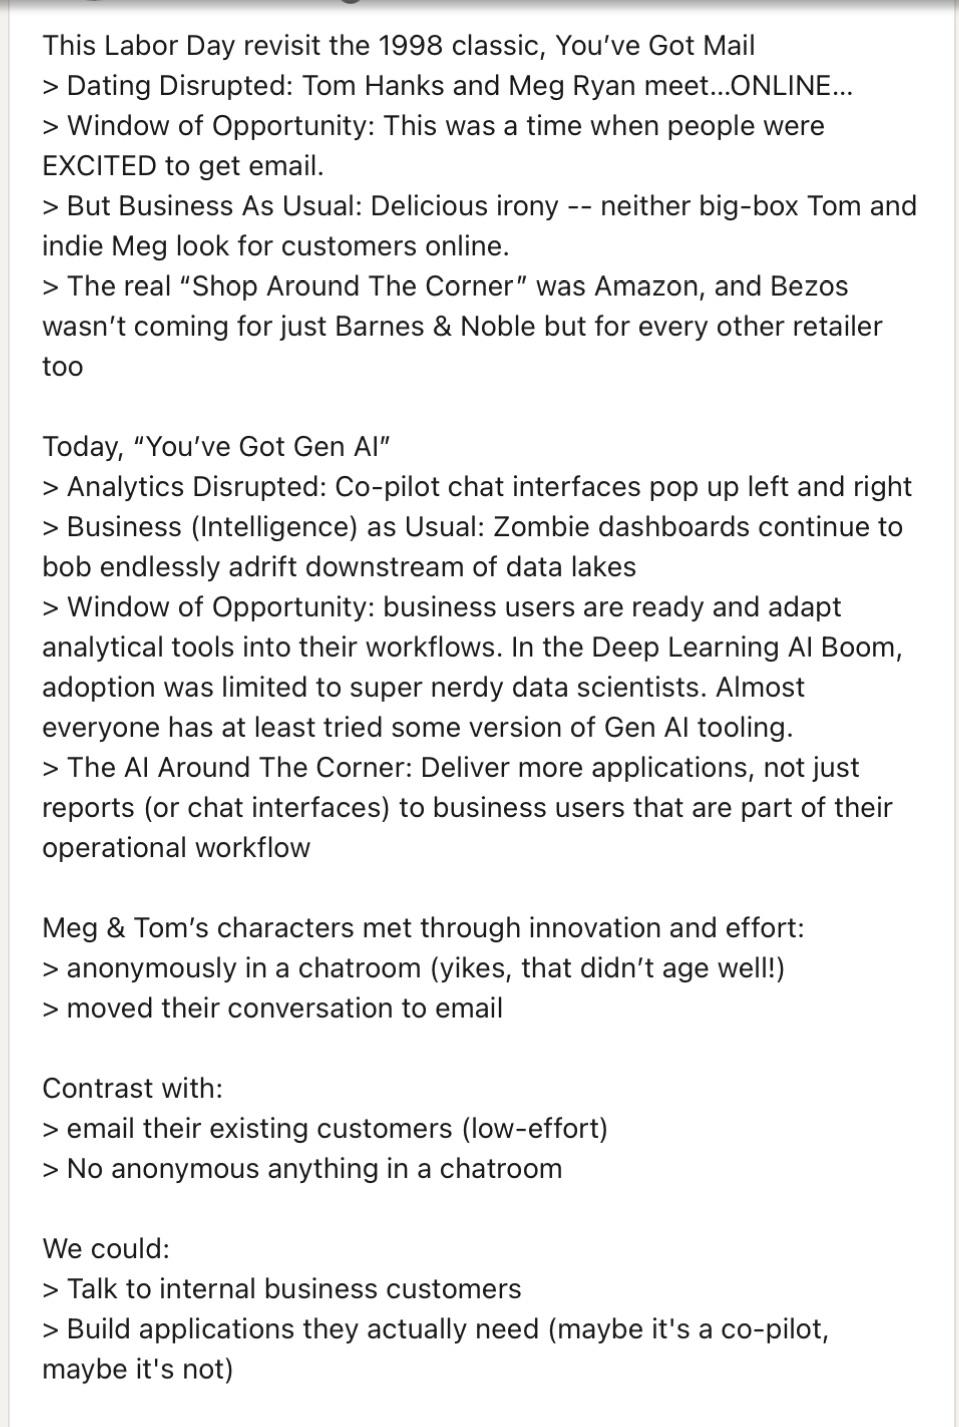 This Labor Day revisit the 1998 classic, You’ve Got Mail
> Dating Disrupted: Tom Hanks and Meg Ryan meet...ONLINE...
> Window of Opportunity: This was a time when people were
EXCITED to get email.
> But Business As Usual: Delicious irony -- neither big-box Tom and
indie Meg look for customers online.
> The real “Shop Around The Corner” was Amazon, and Bezos
wasn’t coming for just Barnes & Noble but for every other retailer
too
Today, “You’ve Got Gen AI”
> Analytics Disrupted: Co-pilot chat interfaces pop up left and right
> Business (Intelligence) as Usual: Zombie dashboards continue to
bob endlessly adrift downstream of data lakes
> Window of Opportunity: business users are ready and adapt
analytical tools into their workflows. In the Deep Learning AI Boom,
adoption was limited to super nerdy data scientists. Almost
everyone has at least tried some version of Gen AI tooling.
> The AI Around The Corner: Deliver more applications, not just
reports (or chat interfaces) to business users that are part of their
operational workflow
Meg & Tom’s characters met through innovation and effort:
> anonymously in a chatroom (yikes, that didn’t age well!)
> moved their conversation to email
Contrast with:
> email their existing customers (low-effort)
> No anonymous anything in a chatroom
We could:
> Talk to internal business customers
> Build applications they actually need (maybe it's a co-pilot,
maybe it's not)